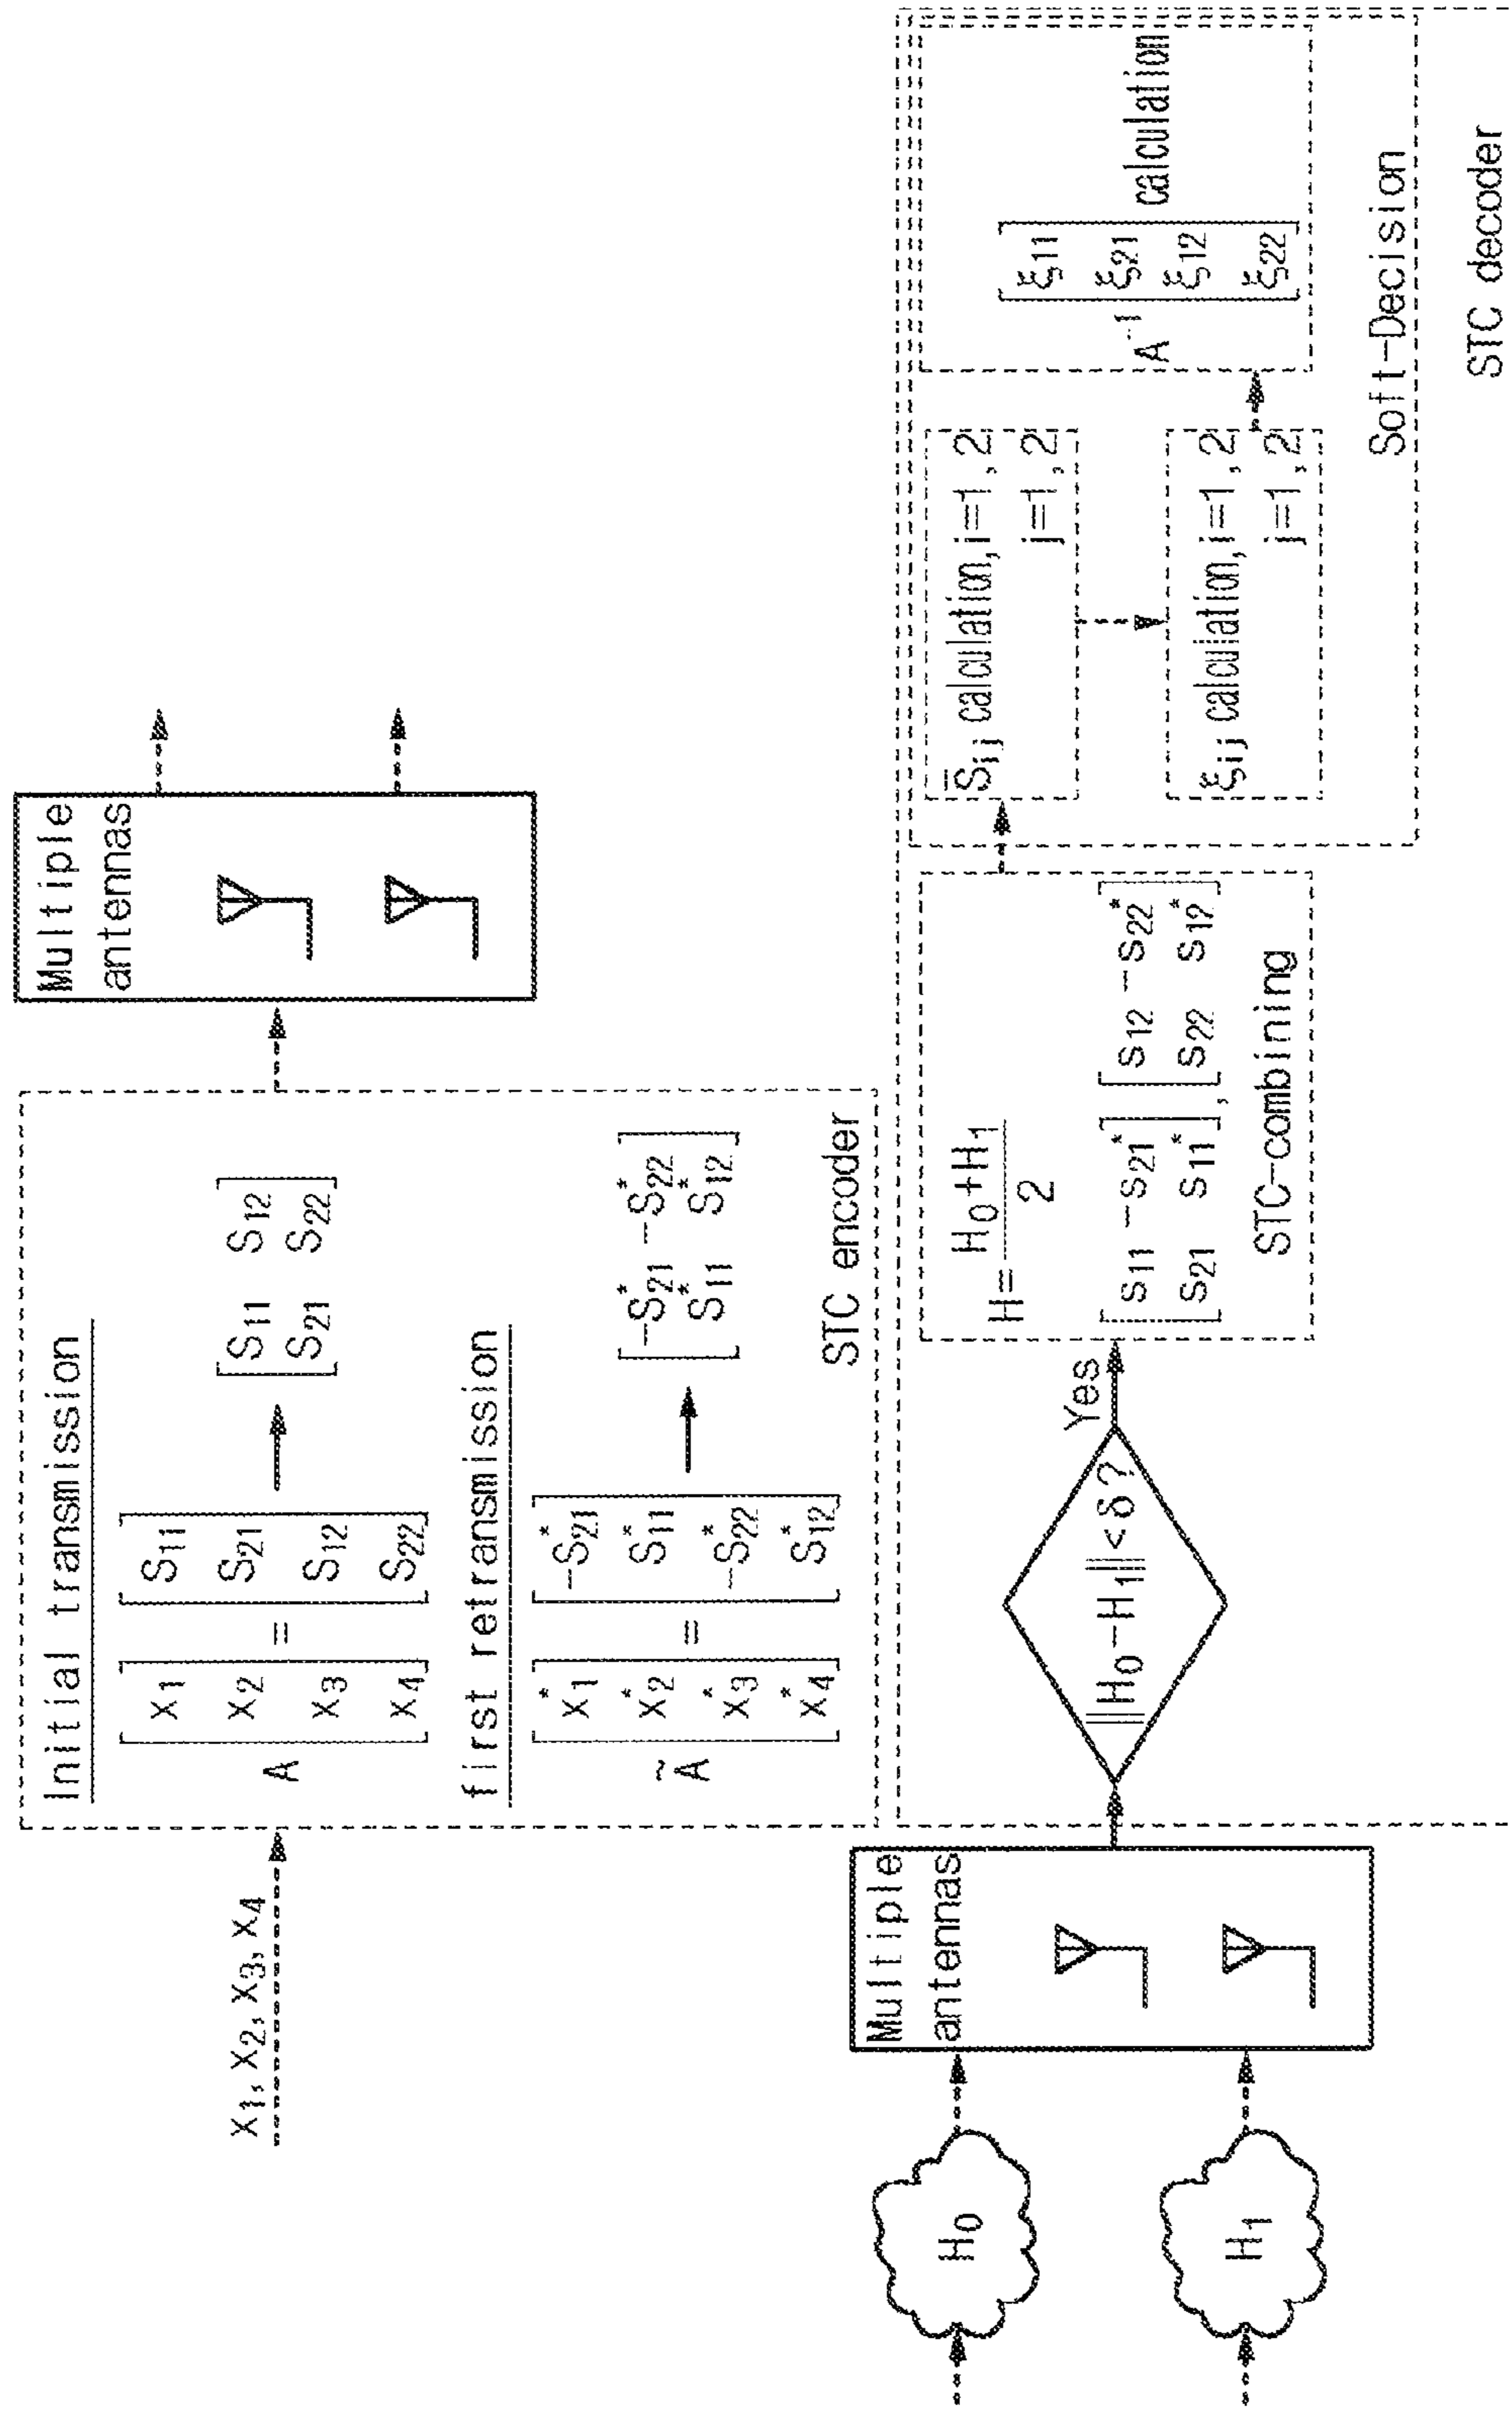 X₁, X₂, X₃, X₄
Initial transmission
A [X₁ X₂ X₃ X₄] = [S₁₁ S₂₁ S₁₂ S₂₂] → [S₁₁ S₁₂
S₂₁ S₂₂]
first retransmission
Ã [X₁* X₂* X₃* X₄*] = [-S₂₁* S₁₁* -S₂₂* S₁₂*] → [-S₂₁* -S₂₂*
S₁₁* S₁₂*]
STC encoder
Multiple
antennas
H₀
H₁
Multiple
antennas
||H₀-H₁||<δ?
Yes
H=H₀+H₁/2
[S₁₁ -S₂₁*
S₂₁ S₁₁*], [S₁₂ -S₂₂*
S₂₂ S₁₂*]
STC-combining
S̄ᵢⱼ calculation, i=1,2
j=1,2
ξᵢⱼ calculation, i=1,2
j=1,2
A⁻¹ [ξ₁₁ ξ₂₁ ξ₁₂ ξ₂₂] calculation
Soft-Decision
STC decoder